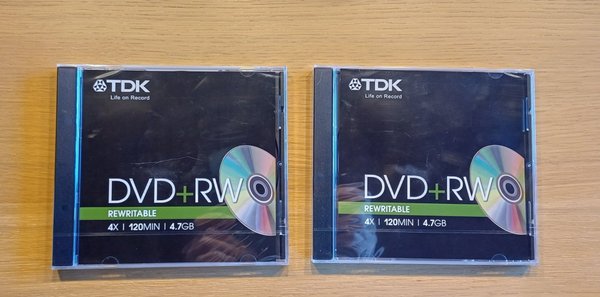 TDK
Life on Record
DVD+RW
REWRITABLE
4X | 120MIN | 4.7GB
TDK
Life on Record
DVD+RW
REWRITABLE
4X | 120MIN | 4.7GB